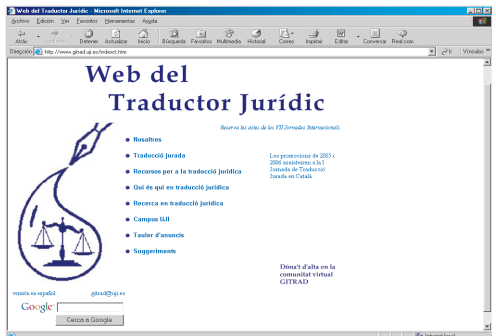 Web del Traductor Jurídic - Microsoft Internet Explorer
Archivo Edición Ver Favoritos Herramientas Ayuda
Atrás Detener Actualizar Inicio Búsqueda Favoritos Multimedia Historial Correo Imprimir Editar Conversar Real.com
Dirección http://www.gitrad.uji.es/indexct.htm Ir Vínculos »
Web del
Traductor Jurídic
Reserva les actes de les VII Jornades Internacionals
Nosaltres
Traducció jurada
Les promocions de 2005 i
2006 assisteixen a la I
Jornada de Traducció
Jurada en Català
Recursos per a la traducció jurídica
Qui és qui en traducció jurídica
Recerca en traducció jurídica
Campus UJI
Tauler d'anuncis
Suggeriments
Dóna't d'alta en la
comunitat virtual
GITRAD
versión en español gitrad@uji.es
Google
Cerca a Google